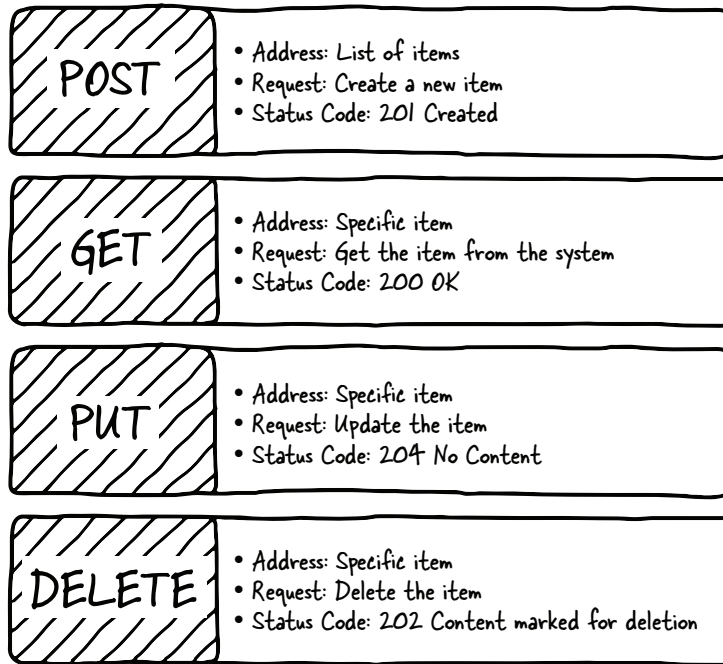 POST
• Address: List of items
• Request: Create a new item
• Status Code: 201 Created
GET
• Address: Specific item
• Request: Get the item from the system
• Status Code: 200 OK
PUT
• Address: Specific item
• Request: Update the item
• Status Code: 204 No Content
DELETE
• Address: Specific item
• Request: Delete the item
• Status Code: 202 Content marked for deletion